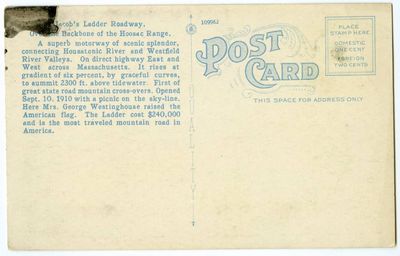 Jacob's Ladder Roadway.
Over the Backbone of the Hoosac Range.
A superb motorway of scenic splendor,
connecting Housatonic River and Westfield
River Valleys. On direct highway East and
West across Massachusetts. It rises at
gradient of six percent, by graceful curves,
to summit 2300 ft. above tidewater. First of
great state road mountain cross-overs. Opened
Sept. 10, 1910 with a picnic on the sky-line.
Here Mrs. George Westinghouse raised the
American flag. The Ladder cost $240,000
and is the most traveled mountain road in
America.
QUALITY
POST
CARD
THIS SPACE FOR ADDRESS ONLY
PLACE
STAMP HERE
DOMESTIC
ONE CENT
FOREIGN
TWO CENTS